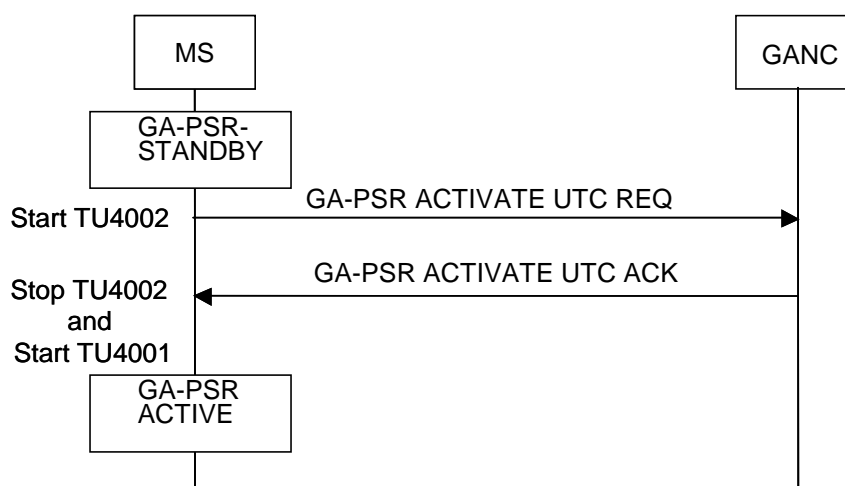 MS
GANC
GA-PSR-
STANDBY
GA-PSR ACTIVATE UTC REQ
Start TU4002
GA-PSR ACTIVATE UTC ACK
Stop TU4002
and
Start TU4001
GA-PSR
ACTIVE